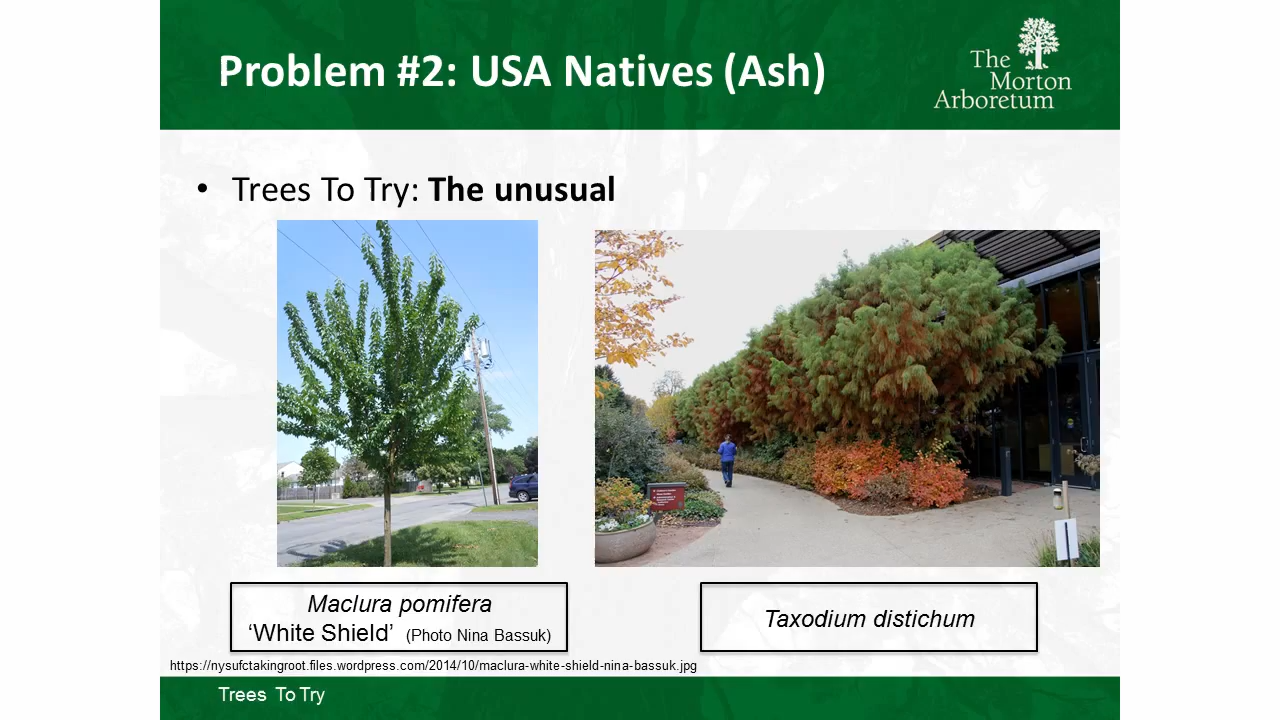 Problem #2: USA Natives (Ash)
The
Morton
Arboretum
• Trees To Try: The unusual
Maclura pomifera
‘White Shield’ (Photo Nina Bassuk)
Taxodium distichum
https://nysufctakingroot.files.wordpress.com/2014/10/maclura-white-shield-nina-bassuk.jpg
Trees To Try